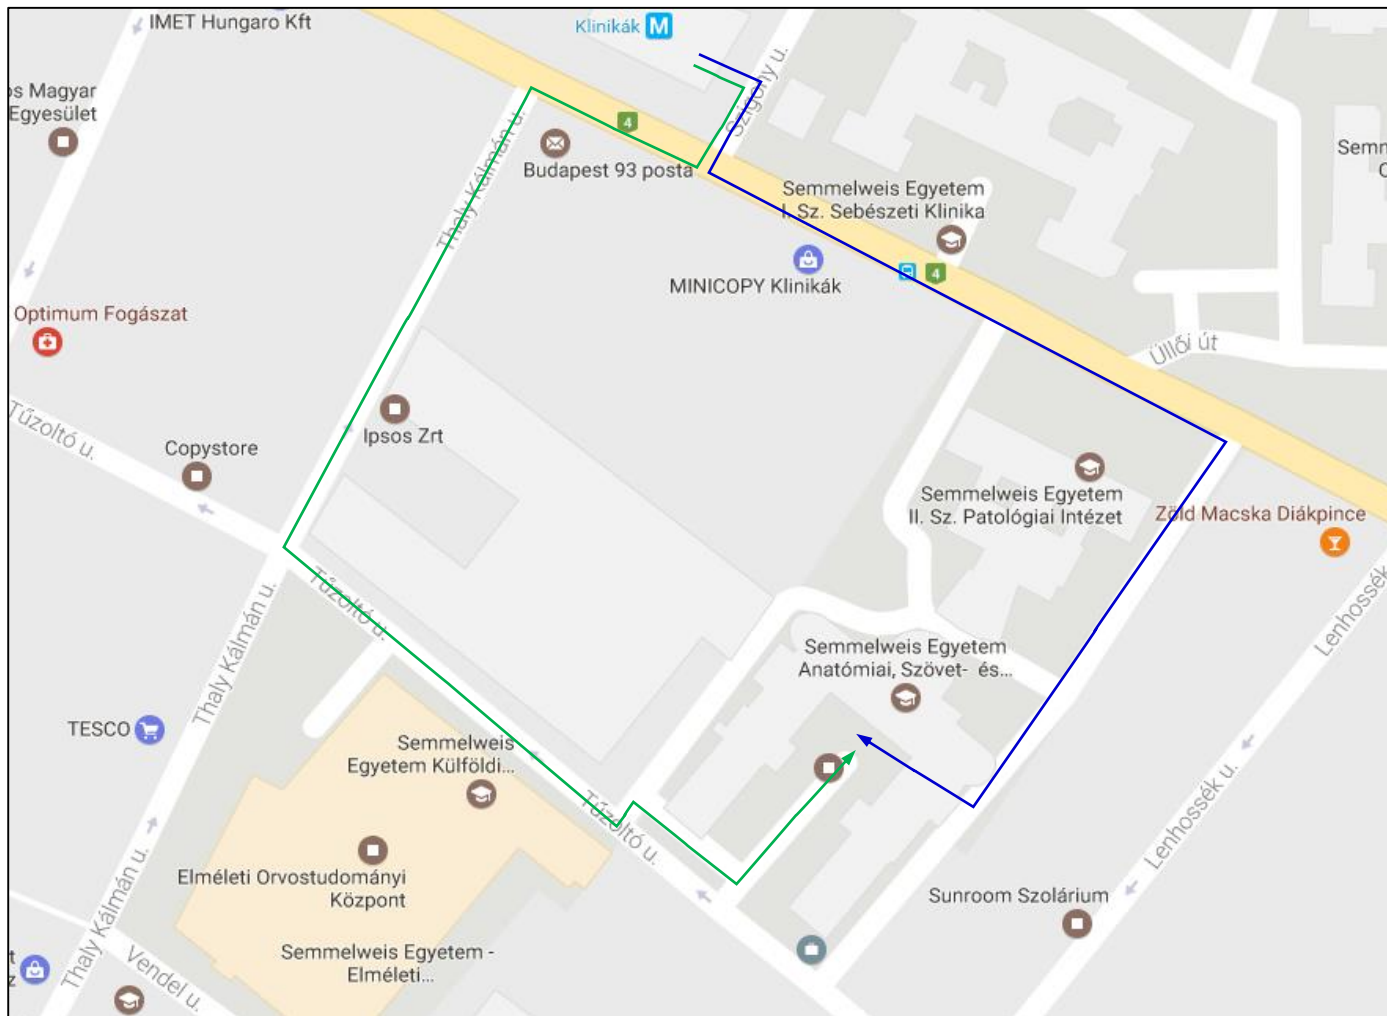 IMET Hungaro Kft
Klinikák M
Szigony u.
os Magyar
Egyesület
4
Budapest 93 posta
Thaly Kálmán u.
Semmelweis Egyetem
I. Sz. Sebészeti Klinika
Semm
MINICOPY Klinikák
4
Optimum Fogászat
Üllői út
Tűzoltó u.
Copystore
Ipsos Zrt
Semmelweis Egyetem
II. Sz. Patológiai Intézet
Zöld Macska Diákpince
Tűzoltó u.
Thaly Kálmán u.
Lenhossék
Semmelweis Egyetem
Anatómiai, Szövet- és...
TESCO
Semmelweis
Egyetem Külföldi...
Tűzoltó u.
Lenhossék u.
Elméleti Orvostudományi
Központ
Sunroom Szolárium
Thaly Kálmán u.
Semmelweis Egyetem -
Elméleti...
Vendel u.
t
z